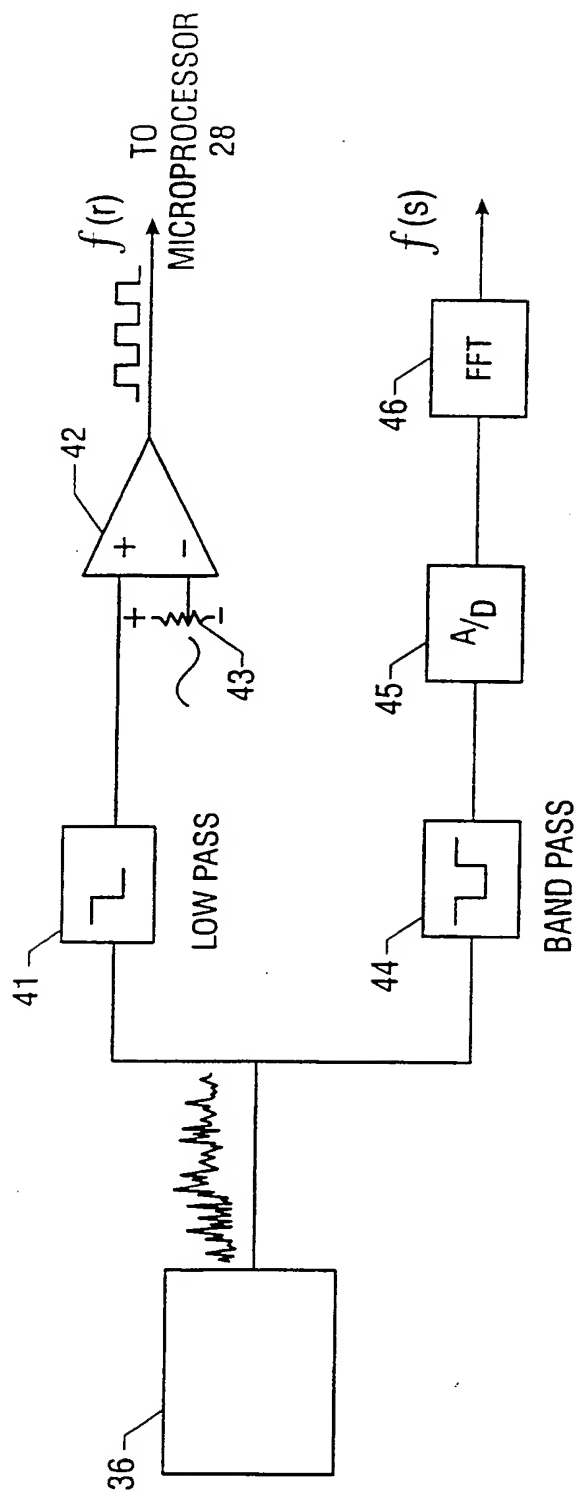 36
41
LOW PASS
42
+
−
+
−
43
f(r)
TO
MICROPROCESSOR
28
44
BAND PASS
45
A/D
46
FFT
f(s)